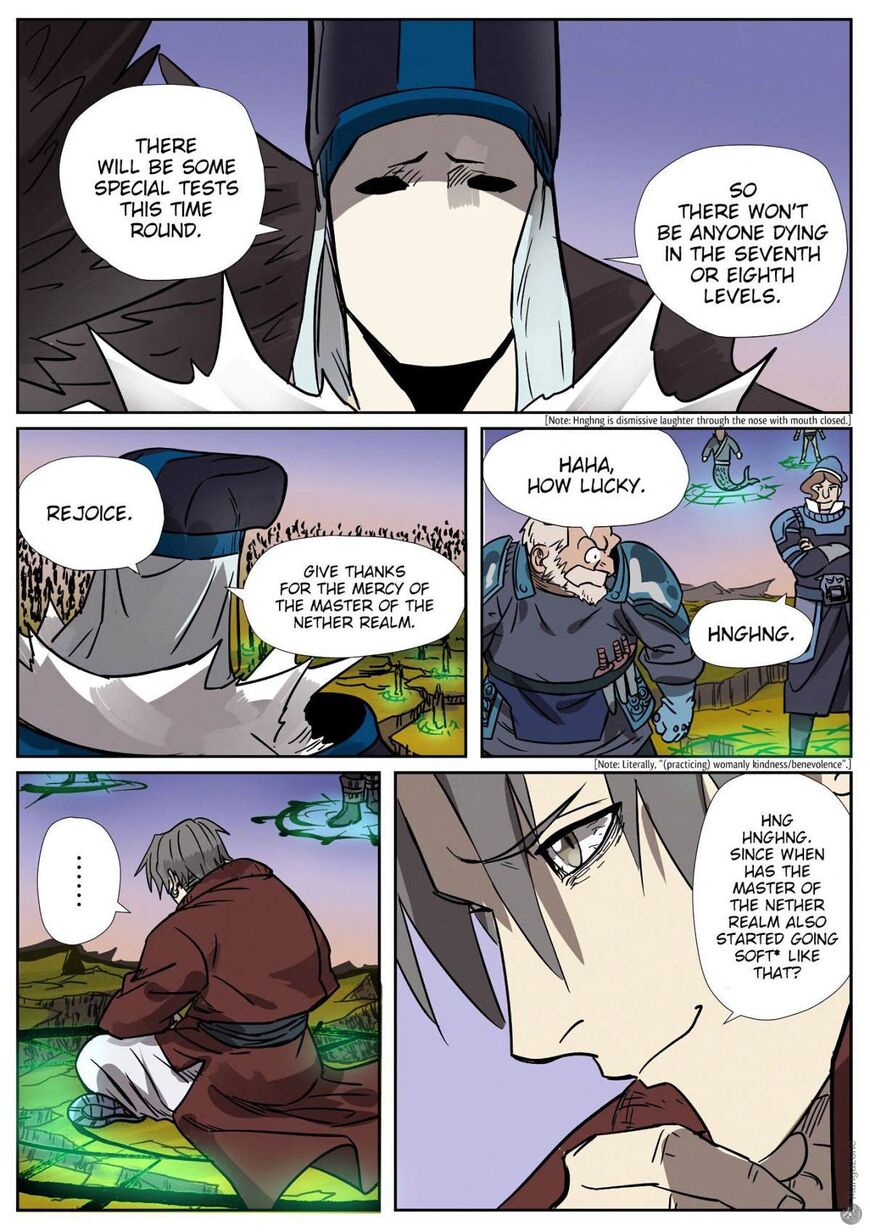 THERE
WILL BE SOME
SPECIAL TESTS
THIS TIME
ROUND.
SO
THERE WON'T
BE ANYONE DYING
IN THE SEVENTH
OR EIGHTH
LEVELS.
[Note: Hnghng is dismissive laughter through the nose with mouth closed.]
REJOICE.
GIVE THANKS
FOR THE MERCY OF
THE MASTER OF THE
NETHER REALM.
HAHA,
HOW LUCKY.
HNGHNG.
[Note: Literally, "(practicing) womanly kindness/benevolence".]
......
HNG
HNGHNG.
SINCE WHEN
HAS THE
MASTER OF
THE NETHER
REALM ALSO
STARTED GOING
SOFT* LIKE
THAT?